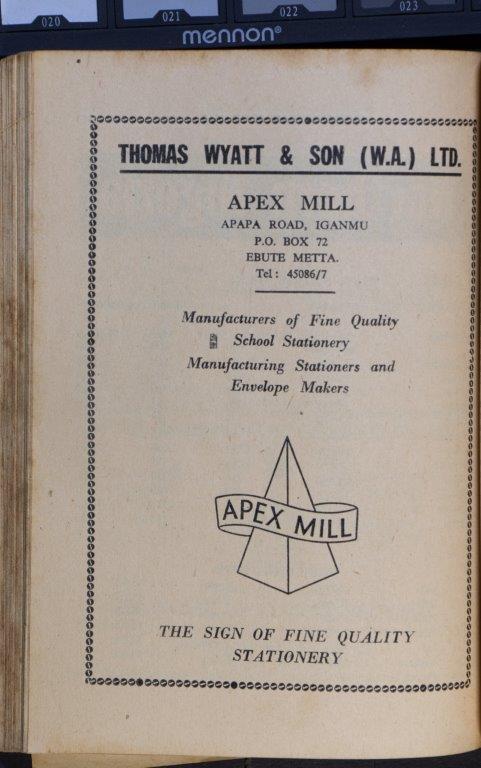 020 021 022 023
mennon®
THOMAS WYATT & SON (W.A.) LTD.
APEX MILL
APAPA ROAD, IGANMU
P.O. BOX 72
EBUTE METTA.
Tel: 45086/7
Manufacturers of Fine Quality
School Stationery
Manufacturing Stationers and
Envelope Makers
APEX MILL
THE SIGN OF FINE QUALITY
STATIONERY